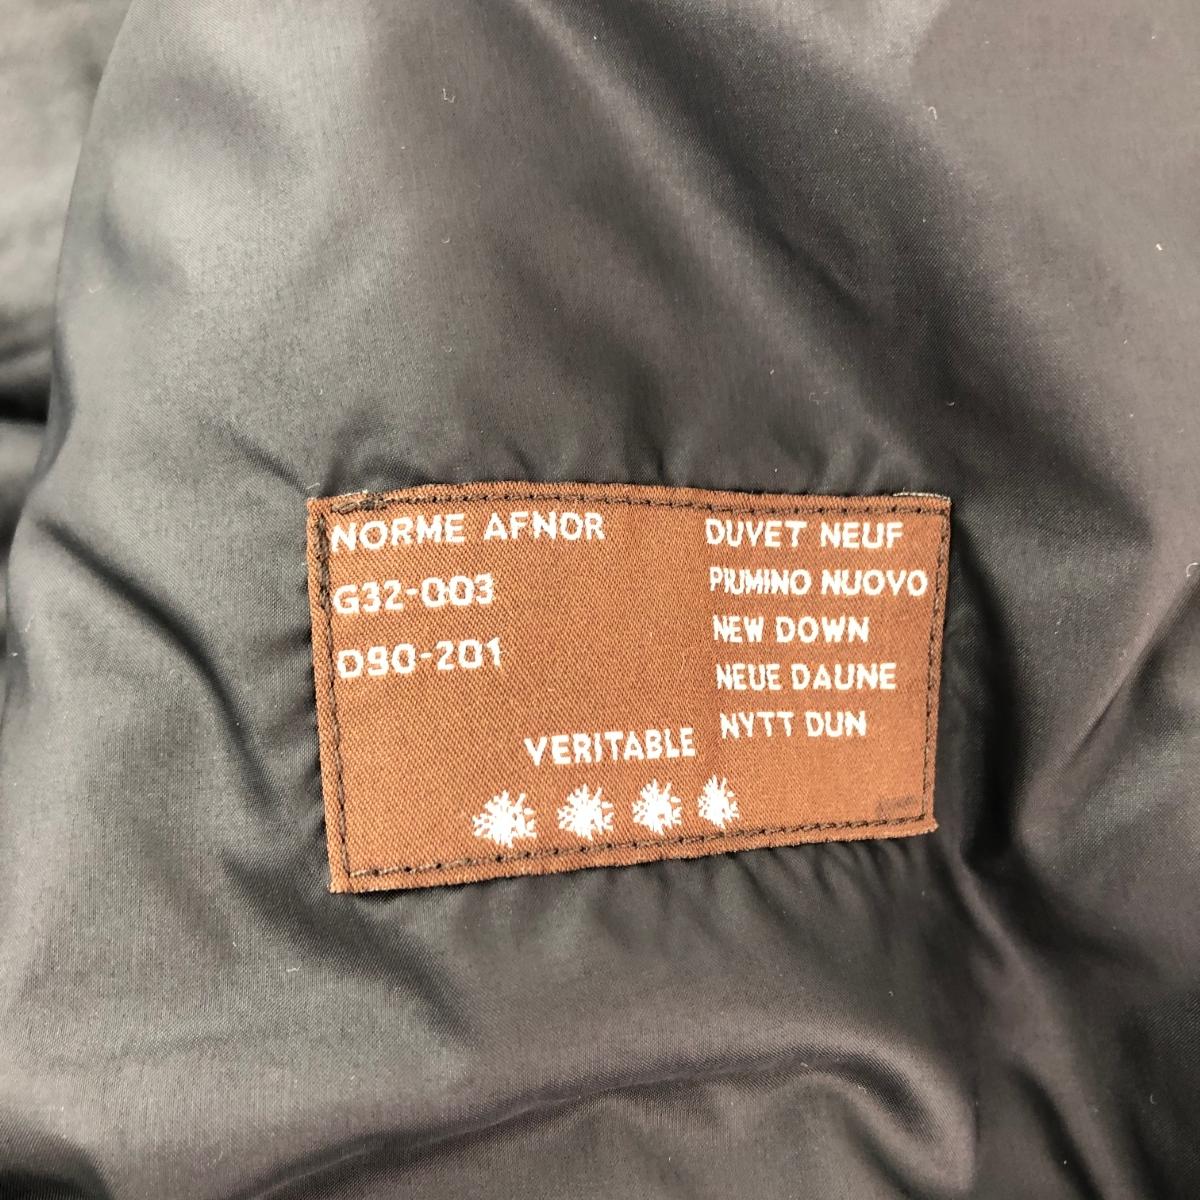 NORME AFNOR
G32-003
D90-201
VERITABLE
DUVET NEUF
PIUMINO NUOVO
NEW DOWN
NEUE DAUNE
NYTT DUN